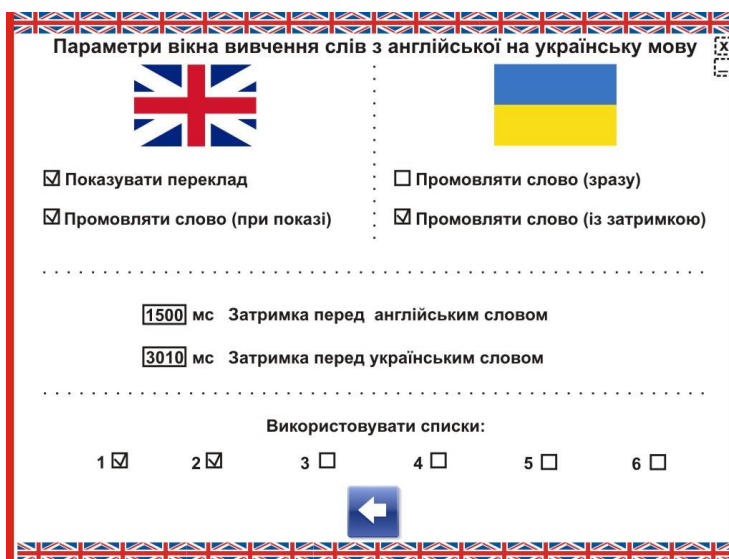 Параметри вікна вивчення слів з англійської на українську мову
X
Показувати переклад
Промовляти слово (зразу)
Промовляти слово (при показі)
Промовляти слово (із затримкою)
1500 мс Затримка перед англійським словом
3010 мс Затримка перед українським словом
Використовувати списки:
1 2 3 4 5 6